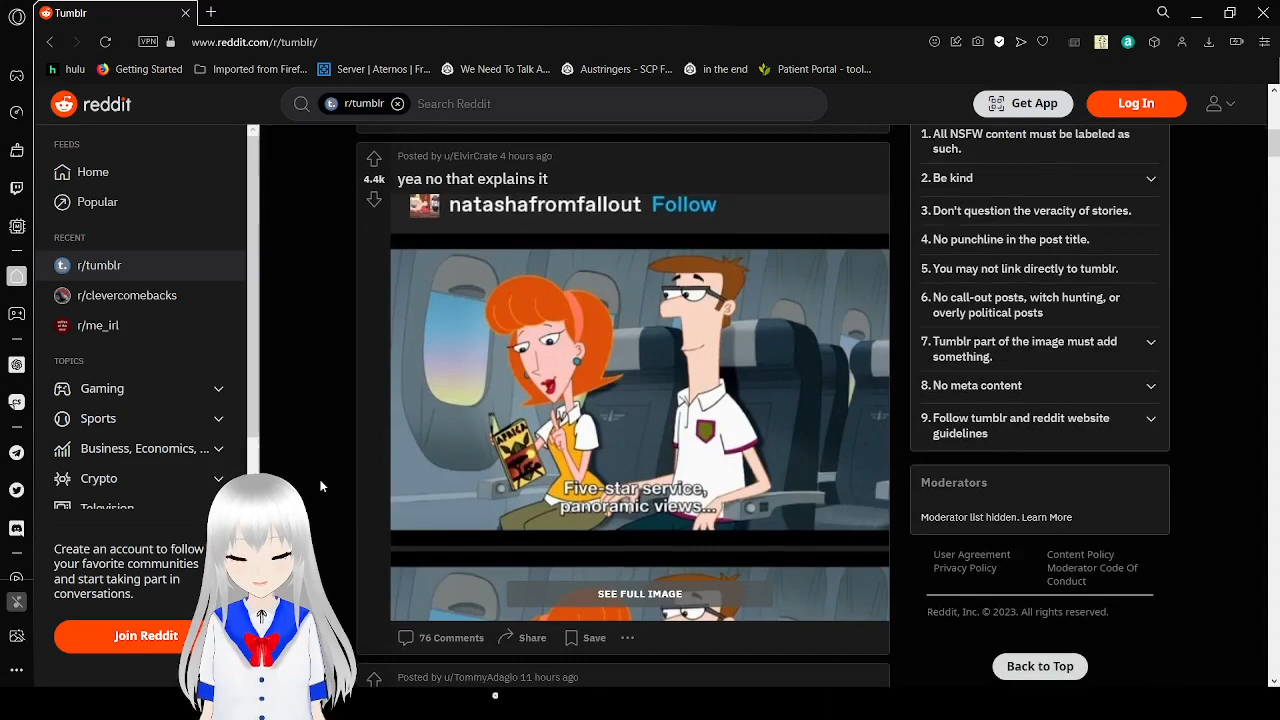 Tumblr
VPN
www.reddit.com/r/tumblr/
hulu
Getting Started
Imported from Firef...
Server | Aternos | Fr...
We Need To Talk A...
Austringers - SCP F...
in the end
Patient Portal - tool...
reddit
r/tumblr
Search Reddit
Get App
Log In
FEEDS
Home
Popular
RECENT
r/tumblr
r/clevercomebacks
r/me_irl
TOPICS
Gaming
Sports
Business, Economics, ...
Crypto
Television
Create an account to follow
your favorite communities
and start taking part in
conversations.
Join Reddit
Posted by u/ElvirCrate 4 hours ago
4.4k
yea no that explains it
natashafromfallout Follow
Five-star service,
panoramic views...
SEE FULL IMAGE
76 Comments
Share
Save
Posted by u/TommyAdagio 11 hours ago
1. All NSFW content must be labeled as
such.
2. Be kind
3. Don't question the veracity of stories.
4. No punchline in the post title.
5. You may not link directly to tumblr.
6. No call-out posts, witch hunting, or
overly political posts
7. Tumblr part of the image must add
something.
8. No meta content
9. Follow tumblr and reddit website
guidelines
Moderators
Moderator list hidden. Learn More
User Agreement
Privacy Policy
Content Policy
Moderator Code Of
Conduct
Reddit, Inc. © 2023. All rights reserved.
Back to Top